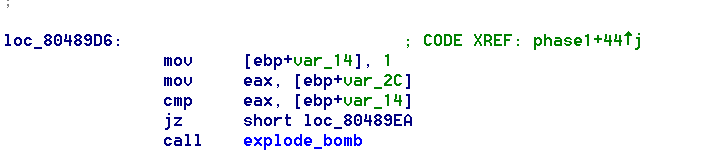 ;
loc_80489D6: ; CODE XREF: phase1+44↑j
mov [ebp+var_14], 1
mov eax, [ebp+var_2C]
cmp eax, [ebp+var_14]
jz short loc_80489EA
call explode_bomb